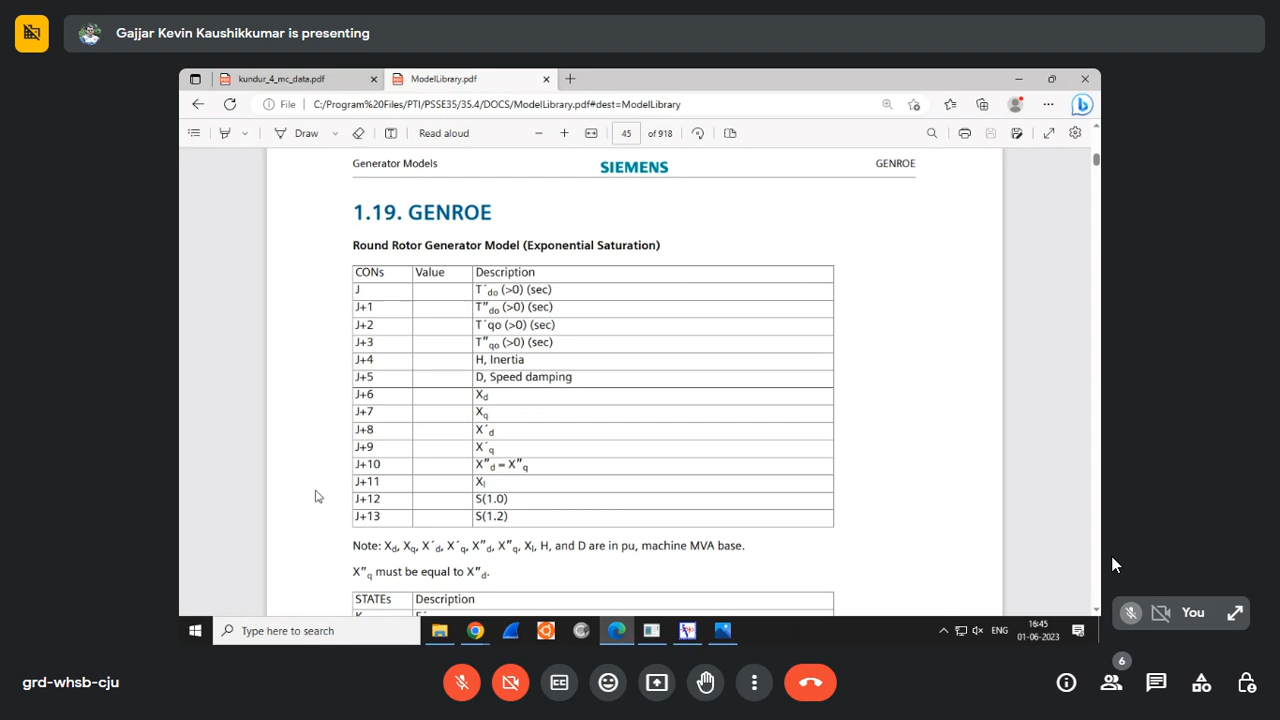 Gajjar Kevin Kaushikkumar is presenting
kundur_4_mc_data.pdf
ModelLibrary.pdf
File
C:/Program%20Files/PTI/PSSE35/35.4/DOCS/ModelLibrary.pdf#dest=ModelLibrary
Draw
Read aloud
45 of 918
Generator Models SIEMENS GENROE
1.19. GENROE
Round Rotor Generator Model (Exponential Saturation)
CONs Value Description
J T´do (>0) (sec)
J+1 T″do (>0) (sec)
J+2 T´qo (>0) (sec)
J+3 T″qo (>0) (sec)
J+4 H, Inertia
J+5 D, Speed damping
J+6 Xd
J+7 Xq
J+8 X´d
J+9 X´q
J+10 X″d = X″q
J+11 Xl
J+12 S(1.0)
J+13 S(1.2)
Note: Xd, Xq, X´d, X´q, X″d, X″q, Xl, H, and D are in pu, machine MVA base.
X″q must be equal to X″d.
STATEs Description
Type here to search
ENG
16:45
01-06-2023
You
6
grd-whsb-cju